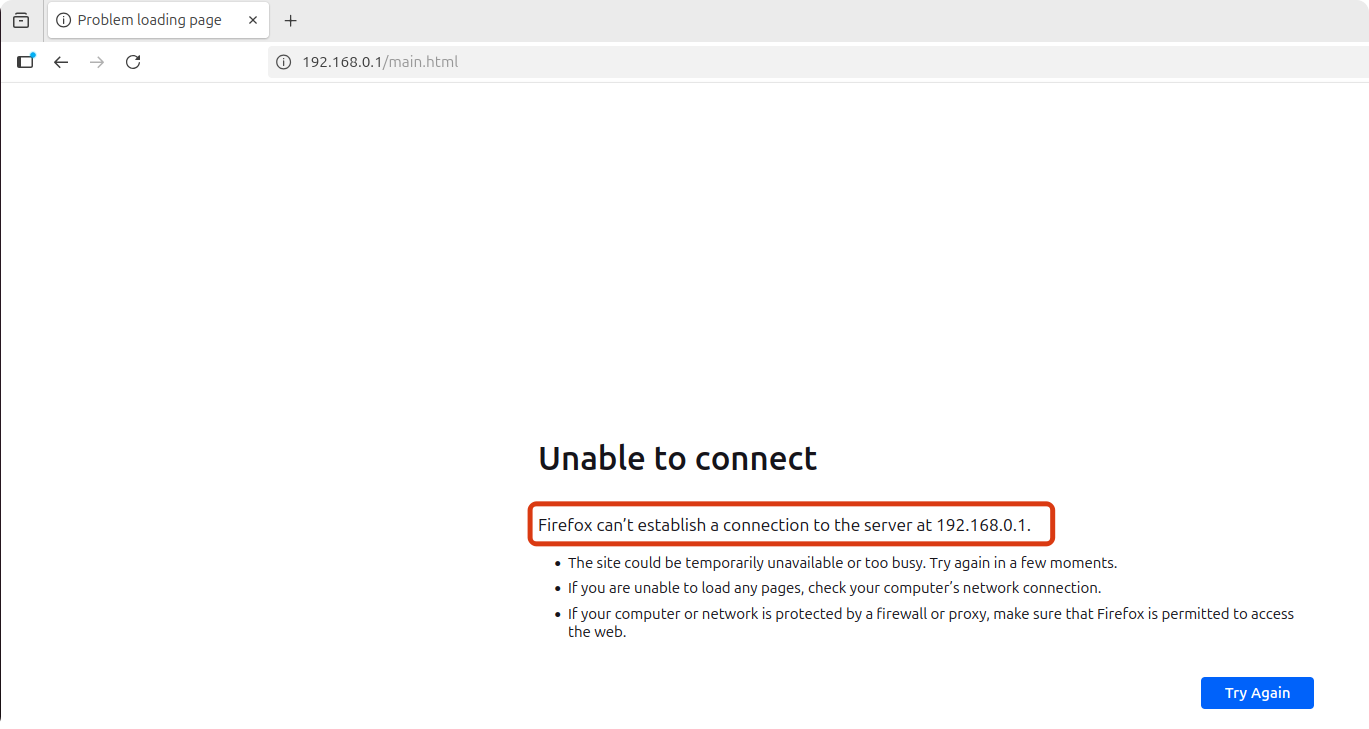 Problem loading page
192.168.0.1/main.html
Unable to connect
Firefox can’t establish a connection to the server at 192.168.0.1.
• The site could be temporarily unavailable or too busy. Try again in a few moments.
• If you are unable to load any pages, check your computer’s network connection.
• If your computer or network is protected by a firewall or proxy, make sure that Firefox is permitted to access
the web.
Try Again